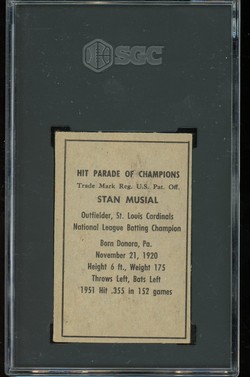 SGC
HIT PARADE OF CHAMPIONS
Trade Mark Reg. U.S. Pat. Off.
STAN MUSIAL
Outfielder, St. Louis Cardinals
National League Batting Champion
Born Donora, Pa.
November 21, 1920
Height 6 ft., Weight 175
Throws Left, Bats Left
1951 Hit .355 in 152 games